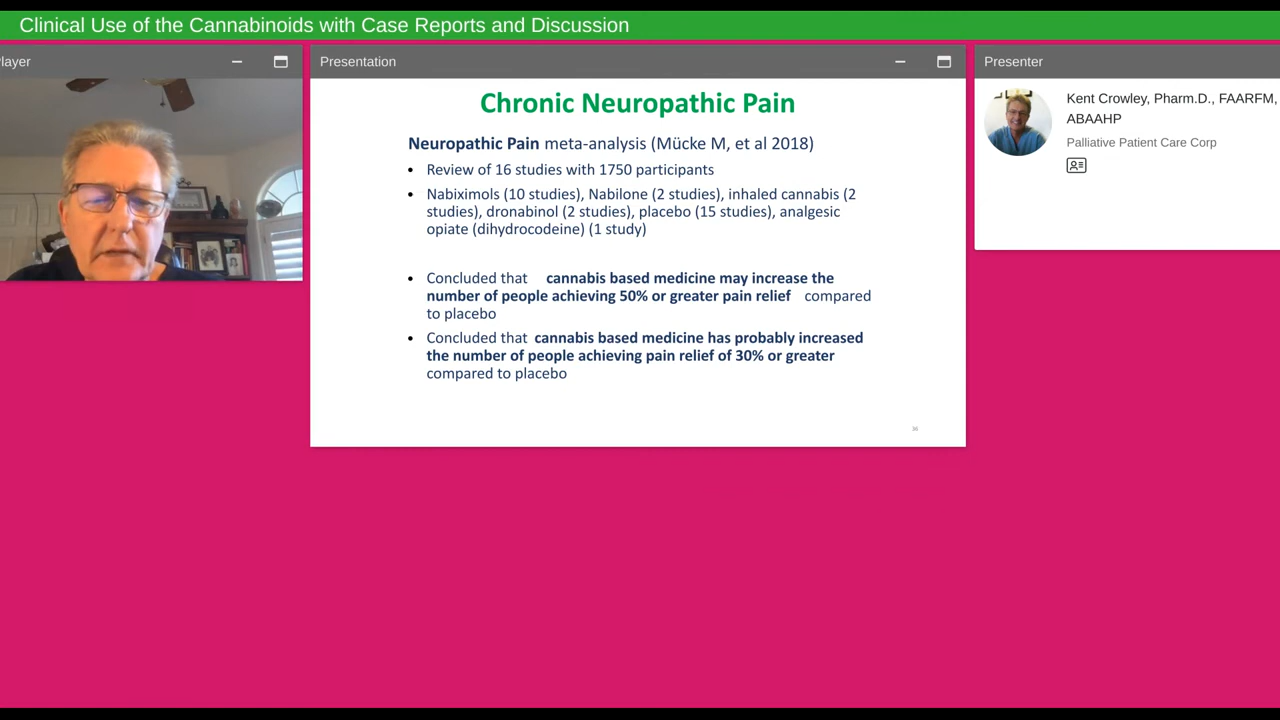 Clinical Use of the Cannabinoids with Case Reports and Discussion
layer
Presentation
Presenter
Chronic Neuropathic Pain
Neuropathic Pain meta-analysis (Mücke M, et al 2018)
• Review of 16 studies with 1750 participants
• Nabiximols (10 studies), Nabilone (2 studies), inhaled cannabis (2
studies), dronabinol (2 studies), placebo (15 studies), analgesic
opiate (dihydrocodeine) (1 study)
• Concluded that cannabis based medicine may increase the
number of people achieving 50% or greater pain relief compared
to placebo
• Concluded that cannabis based medicine has probably increased
the number of people achieving pain relief of 30% or greater
compared to placebo
Kent Crowley, Pharm.D., FAARFM,
ABAAHP
Palliative Patient Care Corp